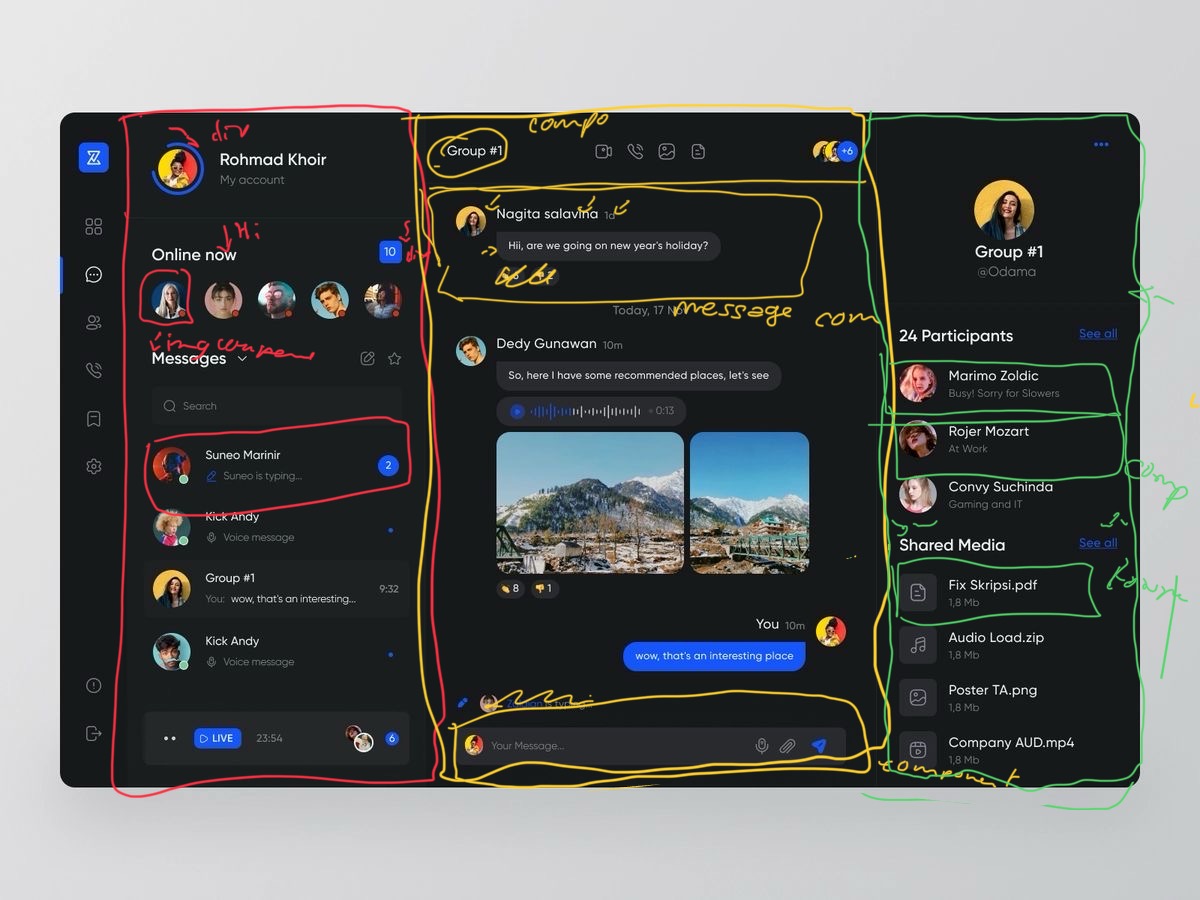 div
Rohmad Khoir
My account
Hi
Online now
10
div
Messages
Search
Suneo Marinir
Suneo is typing...
2
Kick Andy
Voice message
Group #1
You: wow, that's an interesting...
9:32
Kick Andy
Voice message
LIVE
23:54
6
compo
Group #1
+6
Nagita salavina 1d
Hii, are we going on new year's holiday?
Today, 17 No
message com
Dedy Gunawan 10m
So, here I have some recommended places, let's see
0:13
8
1
You 10m
wow, that's an interesting place
is typing...
Your Message...
component
Group #1
@Odama
24 Participants
See all
Marimo Zoldic
Busy! Sorry for Slowers
Rojer Mozart
At Work
Convy Suchinda
Gaming and IT
comp
Shared Media
See all
Fix Skripsi.pdf
1,8 Mb
Audio Load.zip
1,8 Mb
Poster TA.png
1,8 Mb
Company AUD.mp4
1,8 Mb